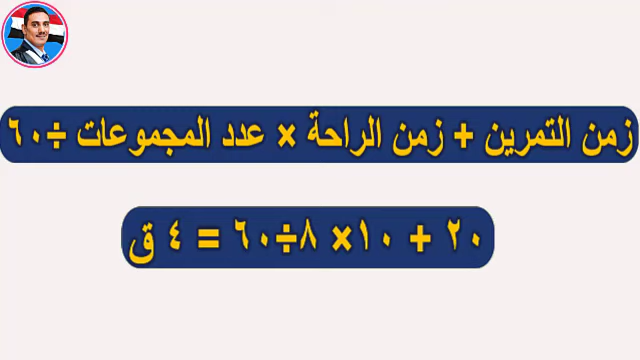 زمن التمرين + زمن الراحة × عدد المجموعات ÷٦٠
٢٠ + ١٠× ٨÷٦٠ = ٤ ق